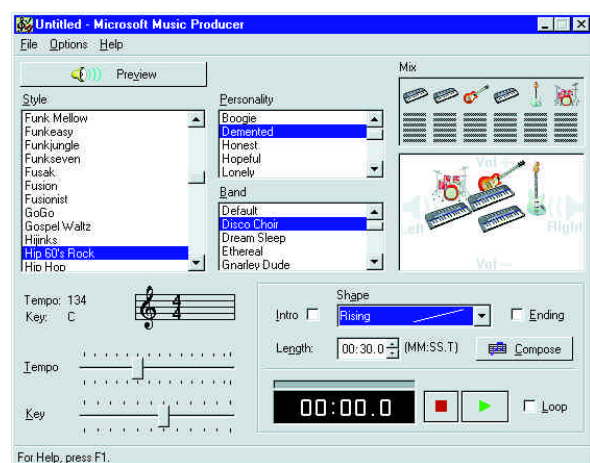 Untitled - Microsoft Music Producer
File Options Help
Preview
Style
Funk Mellow
Funkeasy
Funkjungle
Funkseven
Fusak
Fusion
Fusionist
GoGo
Gospel Waltz
Hijinks
Hip 60's Rock
Hip Hop
Personality
Boogie
Demented
Honest
Hopeful
Lonely
Band
Default
Disco Choir
Dream Sleep
Ethereal
Gnarley Dude
Mix
Vol +
Left
Right
Vol --
Tempo: 134
Key: C
4
4
Tempo
Key
Shape
Intro
Rising
Ending
Length:
00:30.0
(MM:SS.T)
Compose
00:00.0
Loop
For Help, press F1.